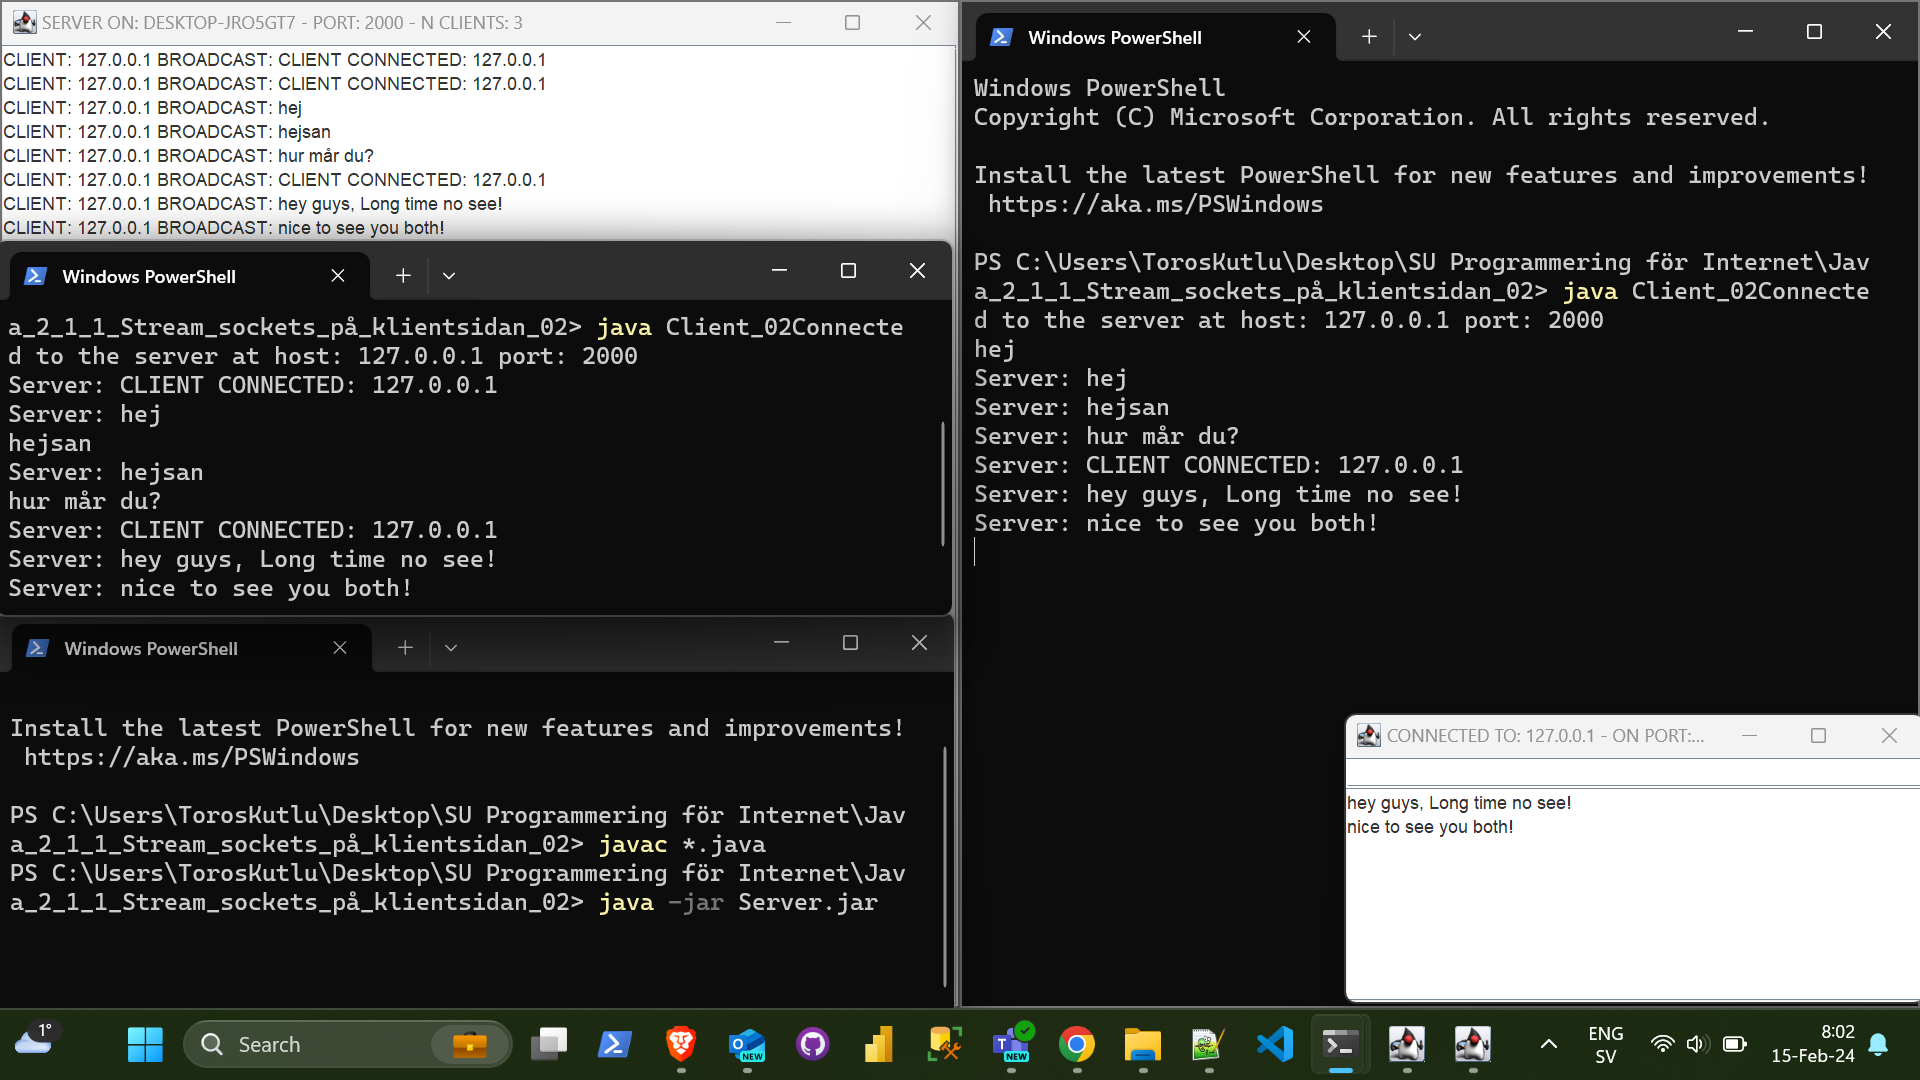 SERVER ON: DESKTOP-JRO5GT7 - PORT: 2000 - N CLIENTS: 3
CLIENT: 127.0.0.1 BROADCAST: CLIENT CONNECTED: 127.0.0.1
CLIENT: 127.0.0.1 BROADCAST: CLIENT CONNECTED: 127.0.0.1
CLIENT: 127.0.0.1 BROADCAST: hej
CLIENT: 127.0.0.1 BROADCAST: hejsan
CLIENT: 127.0.0.1 BROADCAST: hur mår du?
CLIENT: 127.0.0.1 BROADCAST: CLIENT CONNECTED: 127.0.0.1
CLIENT: 127.0.0.1 BROADCAST: hey guys, Long time no see!
CLIENT: 127.0.0.1 BROADCAST: nice to see you both!
Windows PowerShell
a_2_1_1_Stream_sockets_på_klientsidan_02> java Client_02Connecte
d to the server at host: 127.0.0.1 port: 2000
Server: CLIENT CONNECTED: 127.0.0.1
Server: hej
hejsan
Server: hejsan
hur mår du?
Server: CLIENT CONNECTED: 127.0.0.1
Server: hey guys, Long time no see!
Server: nice to see you both!
Windows PowerShell
Install the latest PowerShell for new features and improvements!
https://aka.ms/PSWindows
PS C:\Users\TorosKutlu\Desktop\SU Programmering för Internet\Jav
a_2_1_1_Stream_sockets_på_klientsidan_02> javac *.java
PS C:\Users\TorosKutlu\Desktop\SU Programmering för Internet\Jav
a_2_1_1_Stream_sockets_på_klientsidan_02> java -jar Server.jar
Windows PowerShell
Windows PowerShell
Copyright (C) Microsoft Corporation. All rights reserved.
Install the latest PowerShell for new features and improvements!
https://aka.ms/PSWindows
PS C:\Users\TorosKutlu\Desktop\SU Programmering för Internet\Jav
a_2_1_1_Stream_sockets_på_klientsidan_02> java Client_02Connecte
d to the server at host: 127.0.0.1 port: 2000
hej
Server: hej
Server: hejsan
Server: hur mår du?
Server: CLIENT CONNECTED: 127.0.0.1
Server: hey guys, Long time no see!
Server: nice to see you both!
CONNECTED TO: 127.0.0.1 - ON PORT:...
hey guys, Long time no see!
nice to see you both!
1°
Search
NEW
NEW
ENG
SV
8:02
15-Feb-24